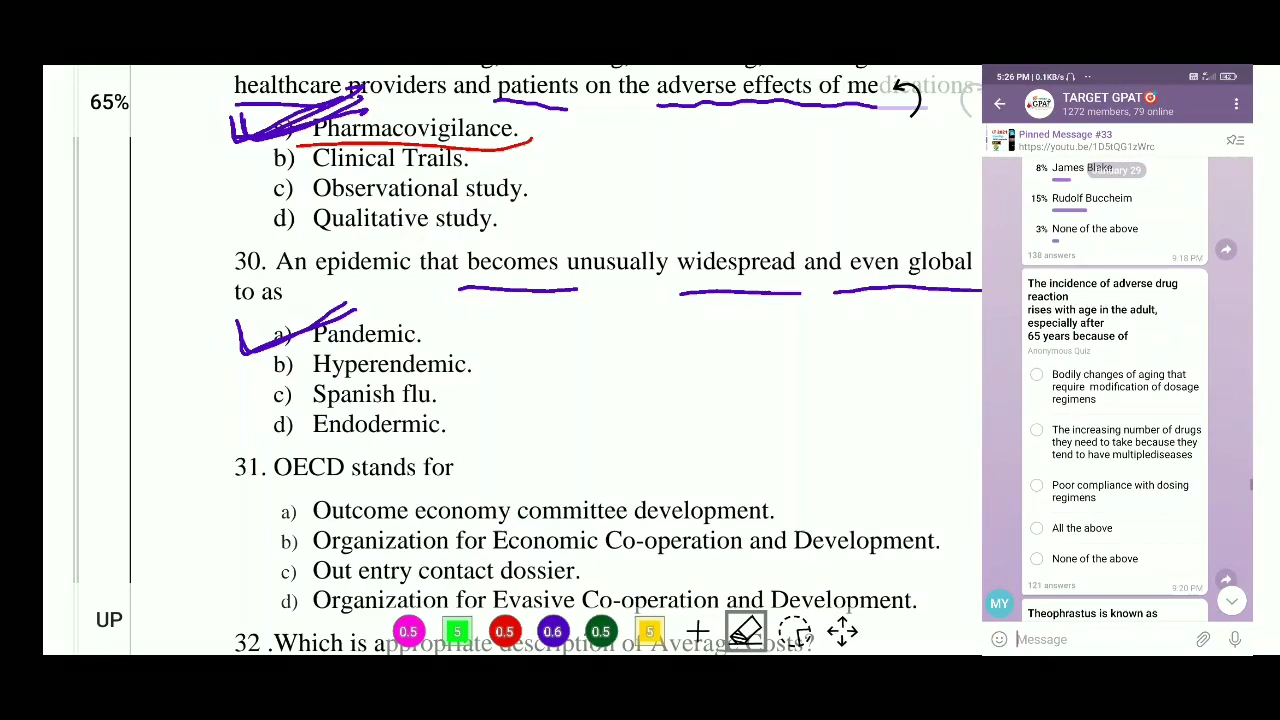 65%
healthcare providers and patients on the adverse effects of medications
Pharmacovigilance.
b) Clinical Trails.
c) Observational study.
d) Qualitative study.
30. An epidemic that becomes unusually widespread and even global
to as
a) Pandemic.
b) Hyperendemic.
c) Spanish flu.
d) Endodermic.
31. OECD stands for
a) Outcome economy committee development.
b) Organization for Economic Co-operation and Development.
c) Out entry contact dossier.
d) Organization for Evasive Co-operation and Development.
UP
0.5 5 0.5 0.6 0.5 5
32 .Which is appropriate description of Average Costs?
5:26 PM | 0.1KB/s
TARGET GPAT
1272 members, 79 online
Pinned Message #33
https://youtu.be/1D5tQG1zWrc
8% James Blake
January 29
15% Rudolf Buccheim
3% None of the above
138 answers 9:18 PM
The incidence of adverse drug
reaction
rises with age in the adult,
especially after
65 years because of
Anonymous Quiz
Bodily changes of aging that
require modification of dosage
regimens
The increasing number of drugs
they need to take because they
tend to have multiplediseases
Poor compliance with dosing
regimens
All the above
None of the above
121 answers 9:20 PM
MY
Theophrastus is known as
Message